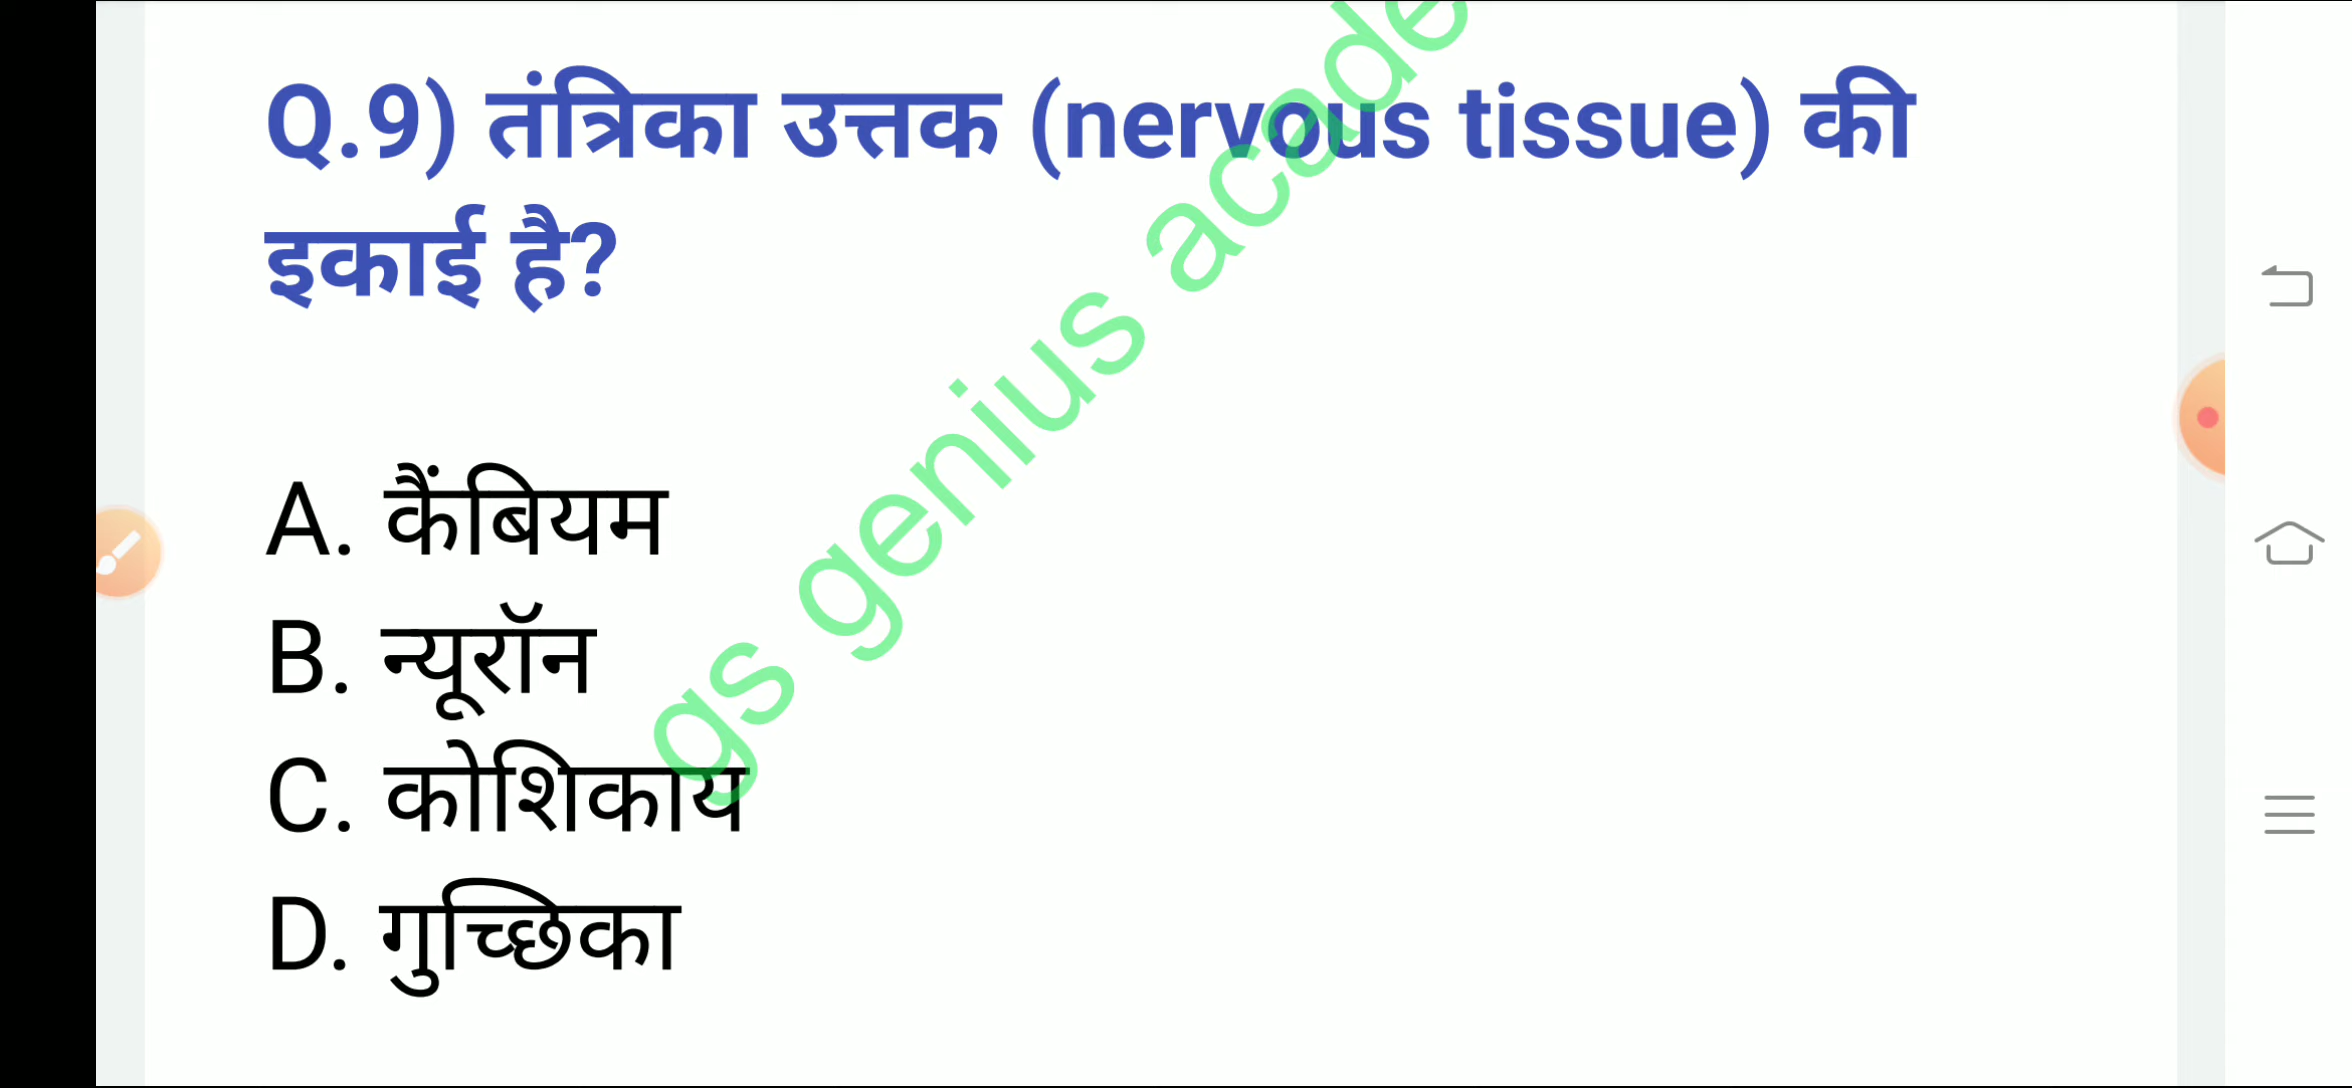 Q.9) तंत्रिका उत्तक (nervous tissue) की
इकाई है?
A. कैंबियम
B. न्यूरॉन
C. कोशिकाय
D. गुच्छिका
gs genius acade